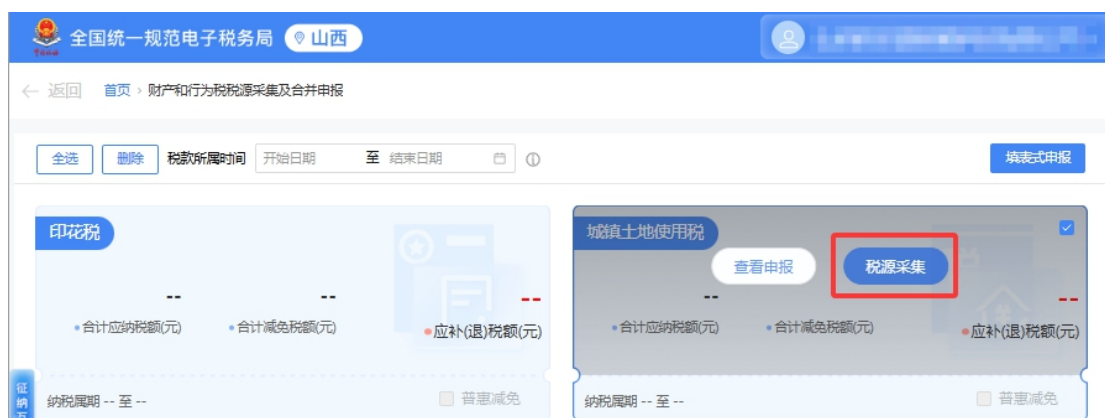 全国统一规范电子税务局 山西
返回 首页 › 财产和行为税税源采集及合并申报
全选 删除 税款所属时间 开始日期 至 结束日期 填表式申报
印花税
-- -- --
合计应纳税额(元) 合计减免税额(元) 应补(退)税额(元)
纳税属期 -- 至 -- 普惠减免
城镇土地使用税
查看申报 税源采集
-- --
合计应纳税额(元) 合计减免税额(元) 应补(退)税额(元)
纳税属期 -- 至 -- 普惠减免
征纳互